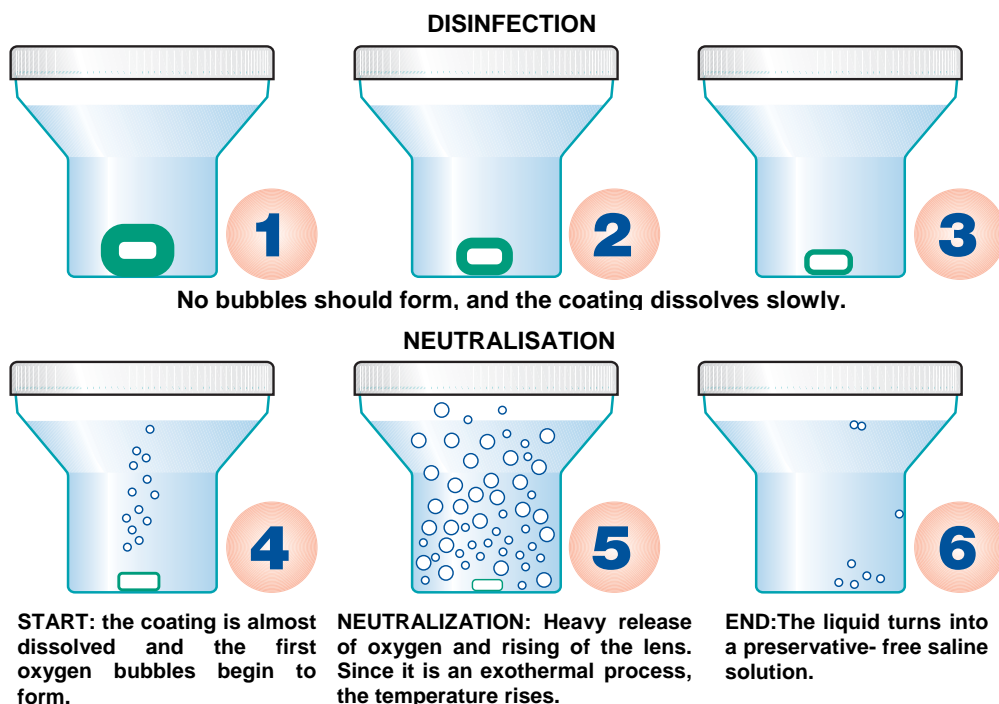 DISINFECTION
1
2
3
No bubbles should form, and the coating dissolves slowly.
NEUTRALISATION
4
5
6
START: the coating is almost
dissolved and the first
oxygen bubbles begin to
form.
NEUTRALIZATION: Heavy release
of oxygen and rising of the lens.
Since it is an exothermal process,
the temperature rises.
END:The liquid turns into
a preservative- free saline
solution.